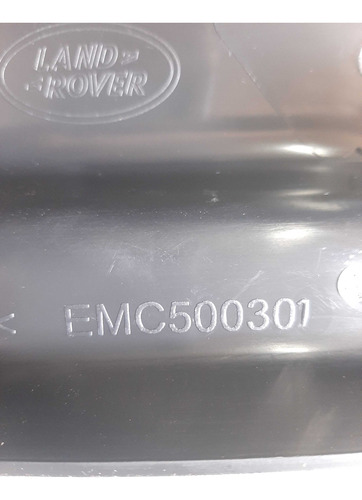 LAND
ROVER
< EMC500301